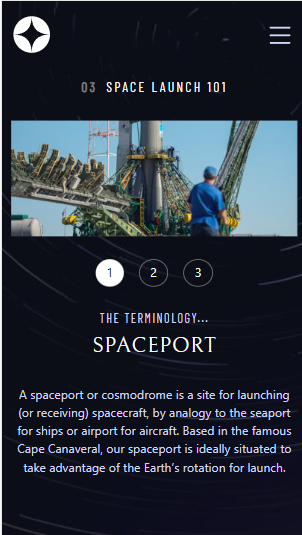 03 SPACE LAUNCH 101
1 2 3
THE TERMINOLOGY...
SPACEPORT
A spaceport or cosmodrome is a site for launching
(or receiving) spacecraft, by analogy to the seaport
for ships or airport for aircraft. Based in the famous
Cape Canaveral, our spaceport is ideally situated to
take advantage of the Earth’s rotation for launch.